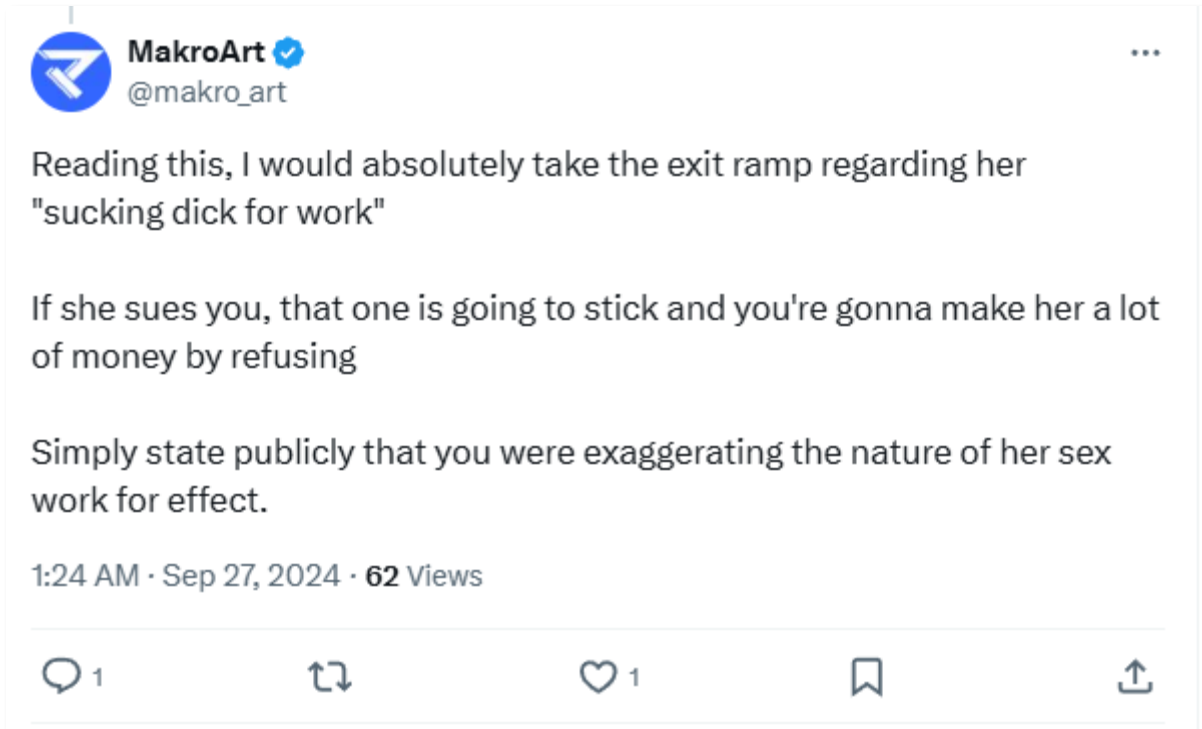 MakroArt
@makro_art
Reading this, I would absolutely take the exit ramp regarding her
"sucking dick for work"
If she sues you, that one is going to stick and you're gonna make her a lot
of money by refusing
Simply state publicly that you were exaggerating the nature of her sex
work for effect.
1:24 AM · Sep 27, 2024 · 62 Views
1 1